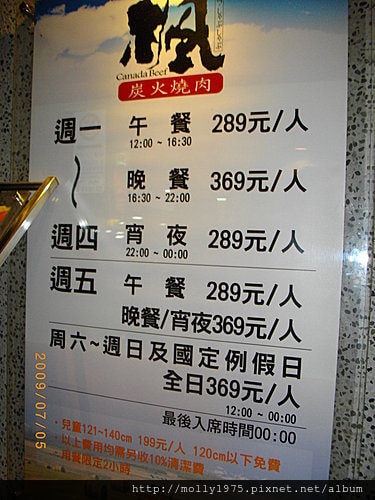 楓
Canada Beef
炭火燒肉
週一 午餐 289元/人
12:00 ~ 16:30
~ 晚餐 369元/人
16:30 ~ 22:00
週四 宵夜 289元/人
22:00 ~ 00:00
週五 午餐 289元/人
晚餐/宵夜369元/人
周六~週日及國定例假日
全日369元/人
12:00 ~ 00:00
最後入席時間00:00
·兒童121~140cm 199元/人 120cm以下免費
·以上費用均需另收10%清潔費
·用餐限定2小時
2009/07/05
http://molly1975.pixnet.net/album